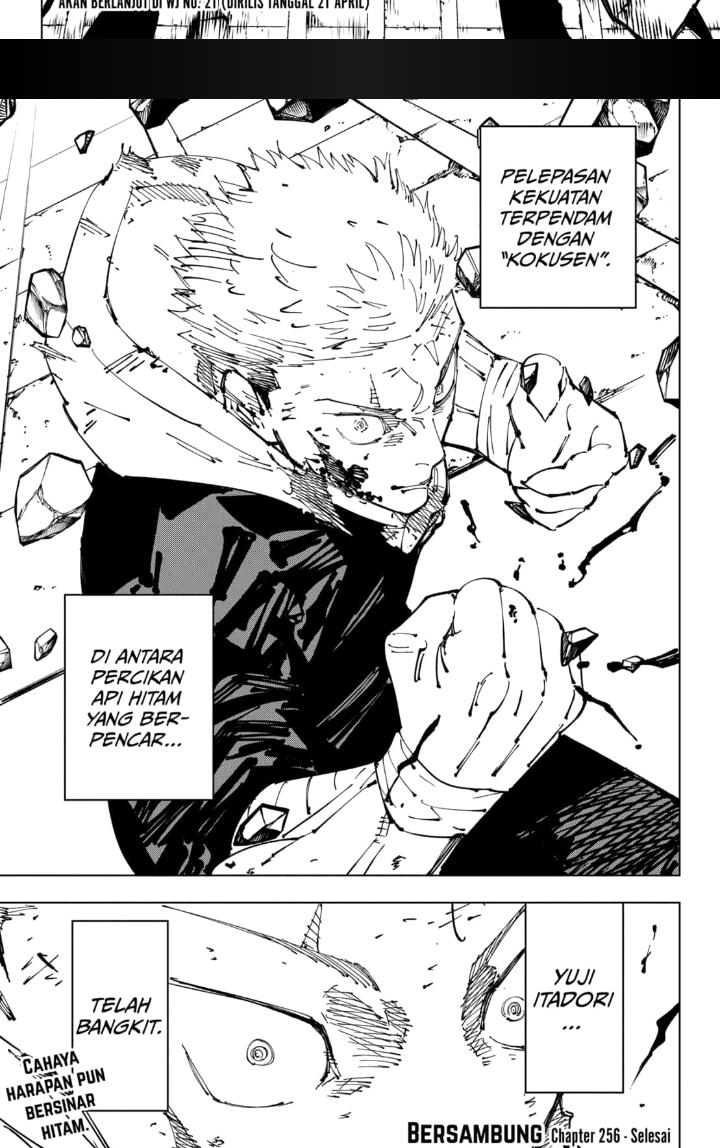 AKAN BERLANJUT DI WJ NO. 21 (DIRILIS TANGGAL 21 APRIL)
PELEPASAN
KEKUATAN
TERPENDAM
DENGAN
"KOKUSEN".
DI ANTARA
PERCIKAN
API HITAM
YANG BER-
PENCAR...
YUJI
ITADORI
...
TELAH
BANGKIT.
CAHAYA
HARAPAN PUN
BERSINAR
HITAM.
BERSAMBUNG Chapter 256 - Selesai